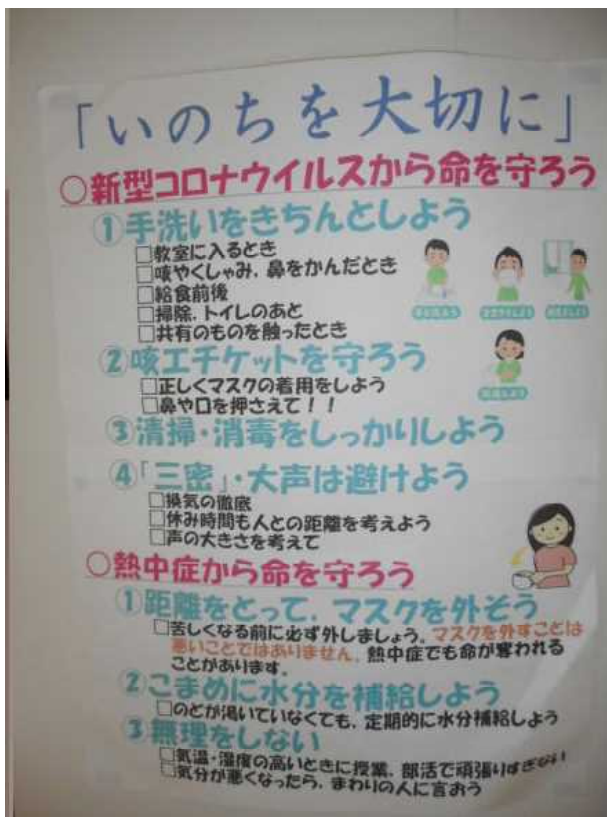 「いのちを大切に」
○新型コロナウイルスから命を守ろう
①手洗いをきちんとしよう
□教室に入るとき
□咳やくしゃみ、鼻をかんだとき
□給食前後
□掃除、トイレのあと
□共有のものを触ったとき
②咳エチケットを守ろう
□正しくマスクの着用をしよう
□鼻や口を押さえて！！
③清掃・消毒をしっかりしよう
④「三密」・大声は避けよう
□換気の徹底
□休み時間も人との距離を考えよう
□声の大きさを考えて
○熱中症から命を守ろう
①距離をとって、マスクを外そう
□苦しくなる前に必ず外しましょう。マスクを外すことは
悪いことではありません。熱中症でも命が奪われる
ことがあります。
②こまめに水分を補給しよう
□のどが渇いていなくても、定期的に水分補給しよう
③無理をしない
□気温・湿度の高いときに授業、部活で頑張りすぎない
□気分が悪くなったら、まわりの人に言おう